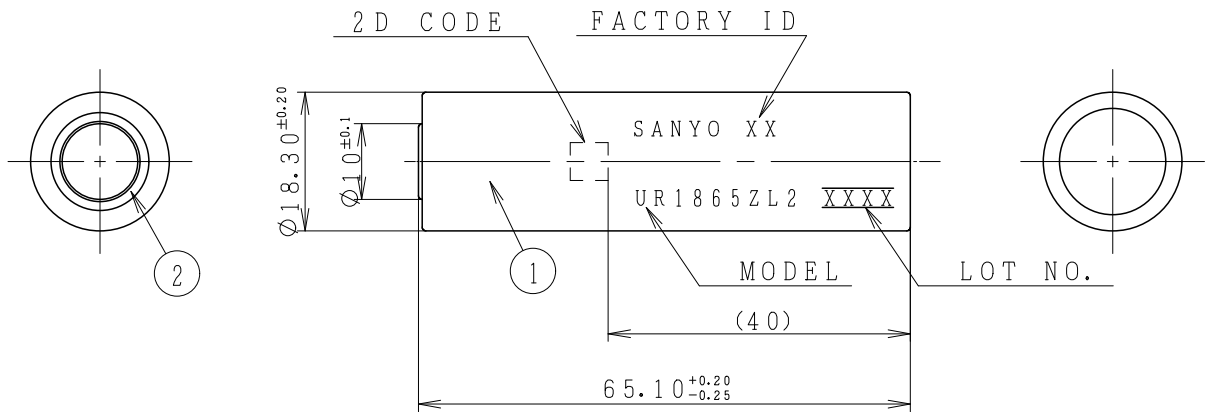 2D CODE
FACTORY ID
SANYO XX
UR1865ZL2 XXXX
MODEL
LOT NO.
Ø18.30±0.20
Ø10±0.1
1
2
(40)
65.10+0.20
-0.25